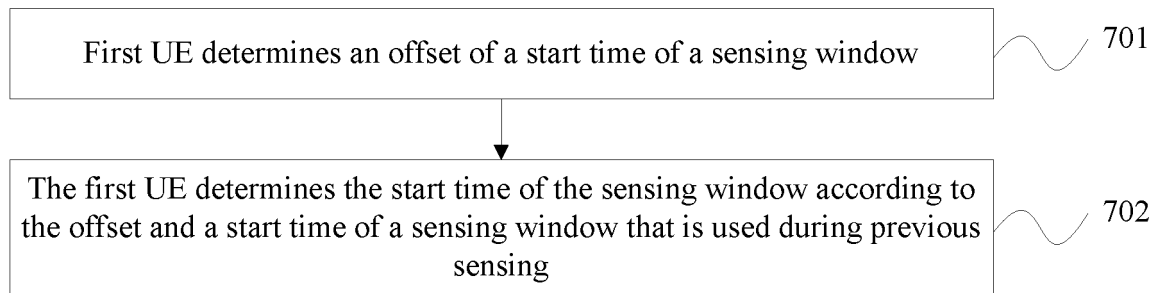 First UE determines an offset of a start time of a sensing window
701
The first UE determines the start time of the sensing window according to
the offset and a start time of a sensing window that is used during previous
sensing
702